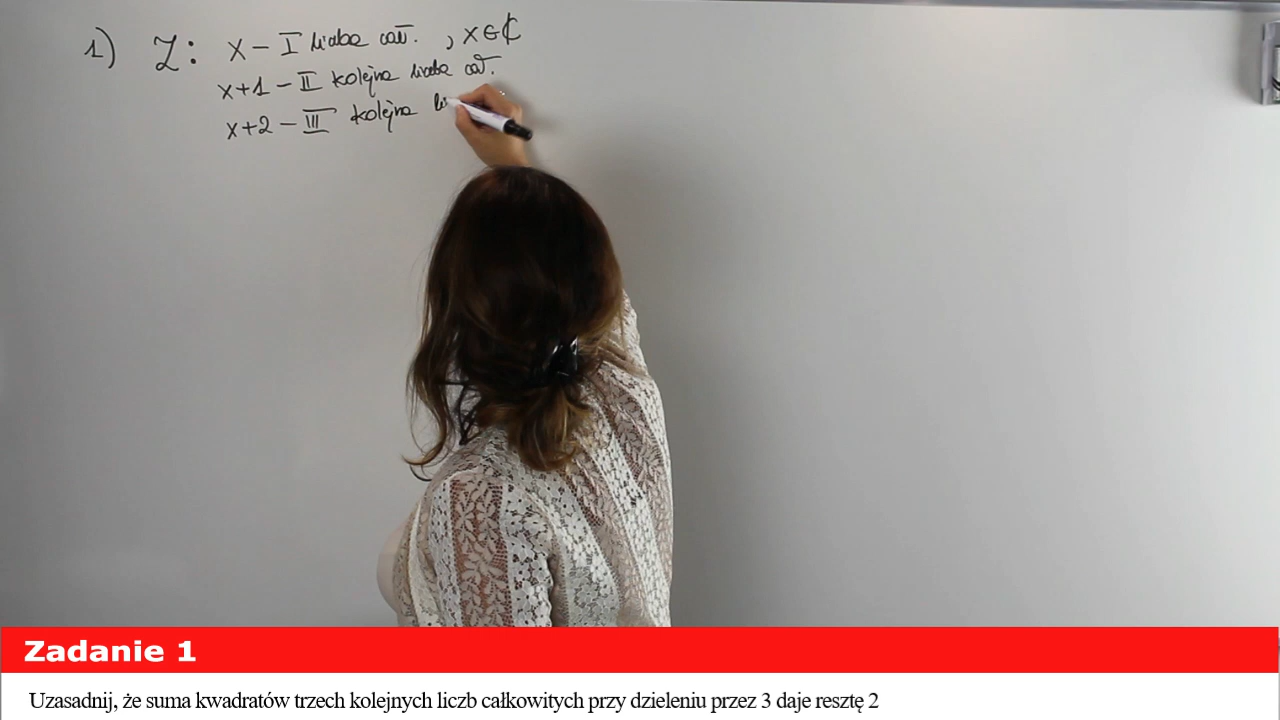 1) Z: x – I liczba całk. , x ∈ ℂ
x+1 – II kolejna liczba całk.
x+2 – III kolejna li
Zadanie 1
Uzasadnij, że suma kwadratów trzech kolejnych liczb całkowitych przy dzieleniu przez 3 daje resztę 2